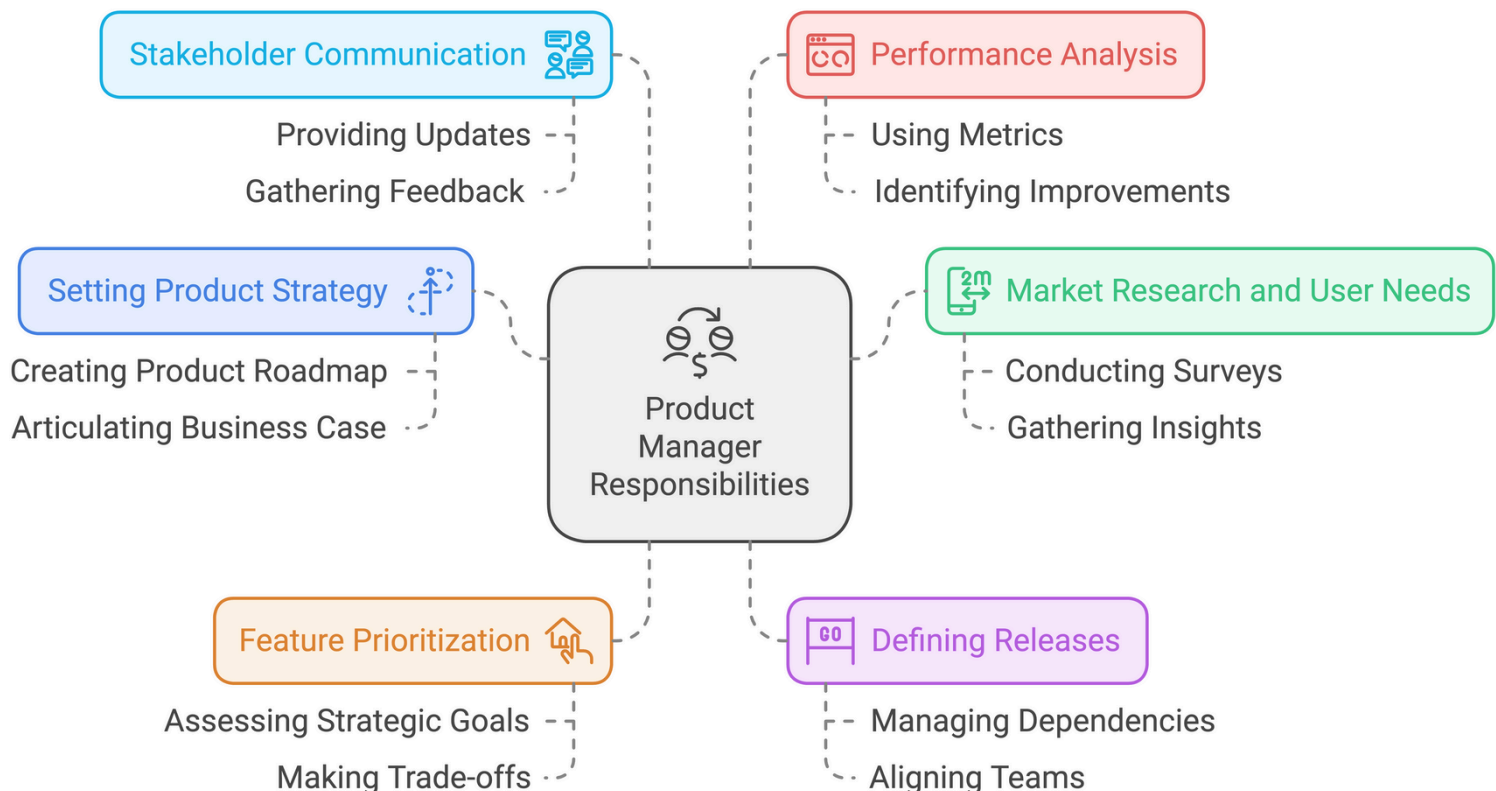 Stakeholder Communication
Providing Updates
Gathering Feedback
Performance Analysis
Using Metrics
Identifying Improvements
Setting Product Strategy
Creating Product Roadmap
Articulating Business Case
Product
Manager
Responsibilities
$
2m
Market Research and User Needs
Conducting Surveys
Gathering Insights
Feature Prioritization
Assessing Strategic Goals
Making Trade-offs
GO
Defining Releases
Managing Dependencies
Aligning Teams